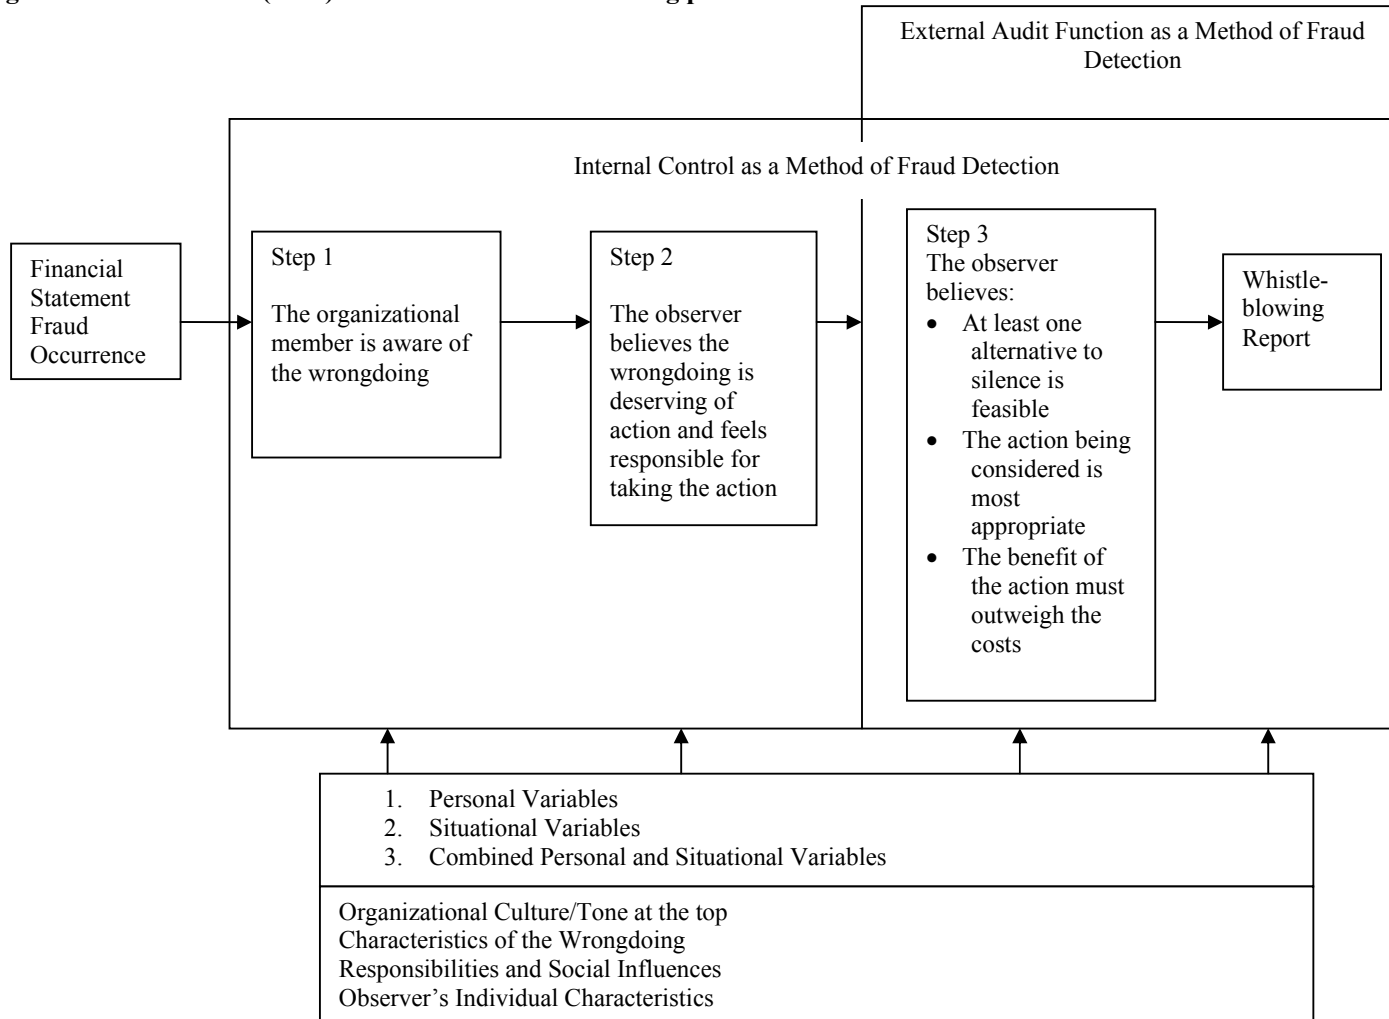 External Audit Function as a Method of Fraud
Detection
Internal Control as a Method of Fraud Detection
Financial
Statement
Fraud
Occurrence
Step 1
The organizational
member is aware of
the wrongdoing
Step 2
The observer
believes the
wrongdoing is
deserving of
action and feels
responsible for
taking the action
Step 3
The observer
believes:
• At least one
alternative to
silence is
feasible
• The action being
considered is
most
appropriate
• The benefit of
the action must
outweigh the
costs
Whistle-
blowing
Report
1. Personal Variables
2. Situational Variables
3. Combined Personal and Situational Variables
Organizational Culture/Tone at the top
Characteristics of the Wrongdoing
Responsibilities and Social Influences
Observer’s Individual Characteristics